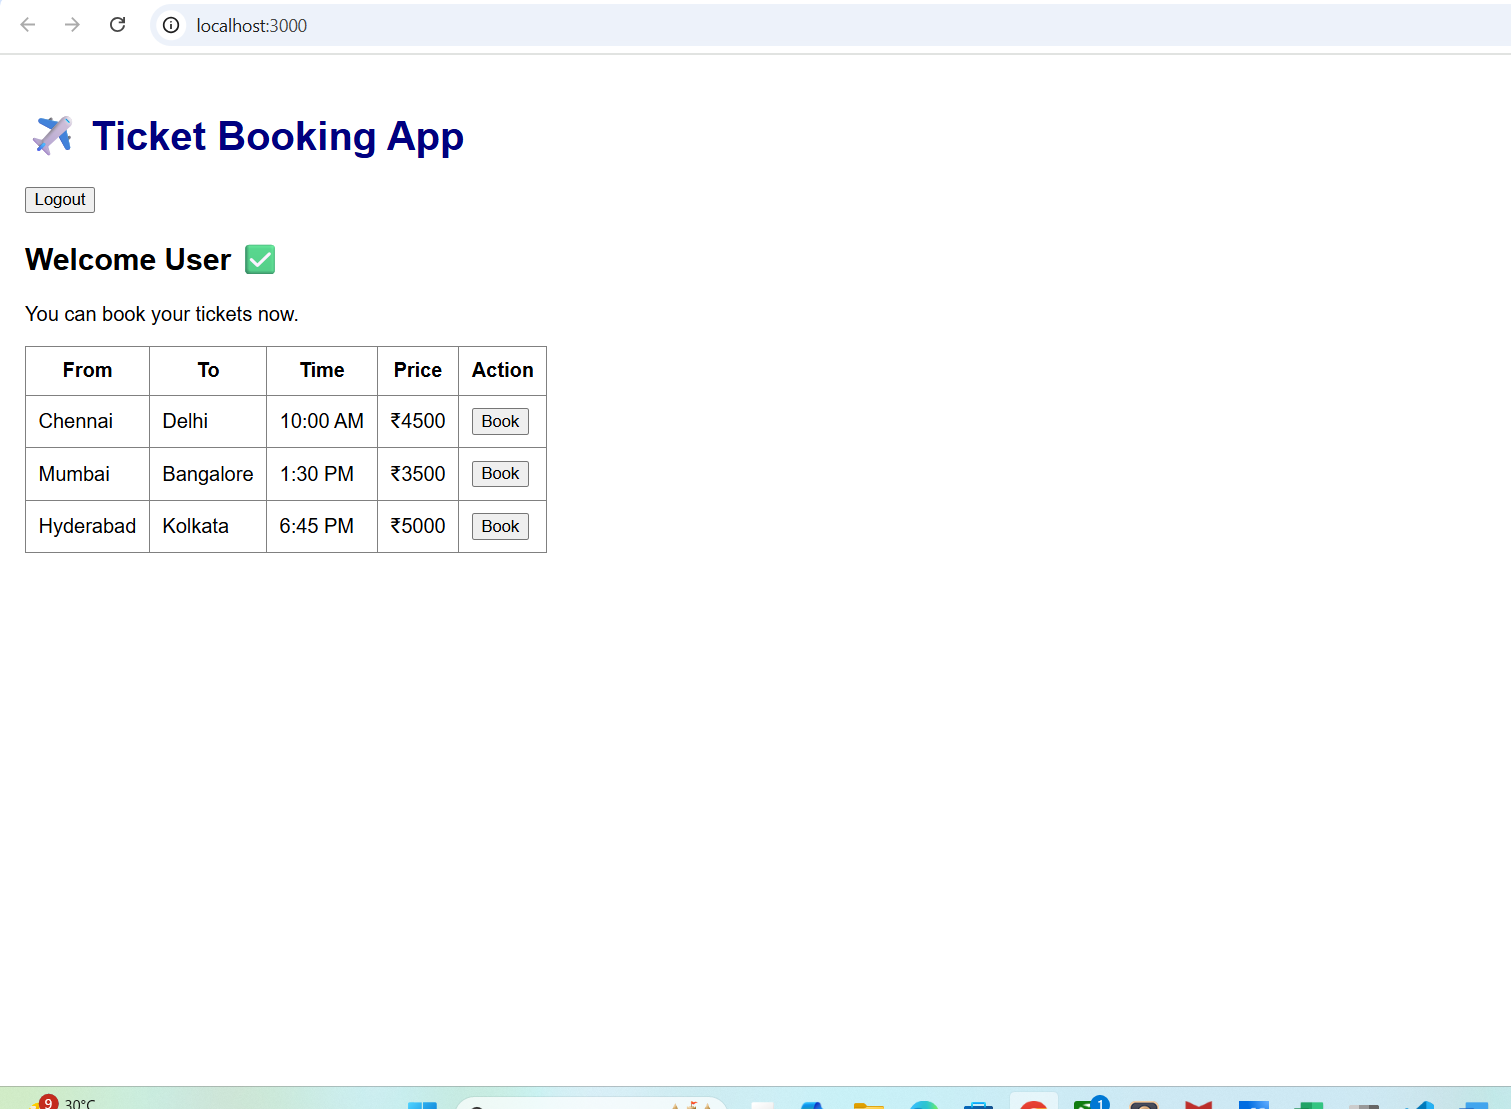 localhost:3000
Ticket Booking App
Logout
Welcome User
You can book your tickets now.
From To Time Price Action
Chennai Delhi 10:00 AM ₹4500 Book
Mumbai Bangalore 1:30 PM ₹3500 Book
Hyderabad Kolkata 6:45 PM ₹5000 Book
9 30°C 1